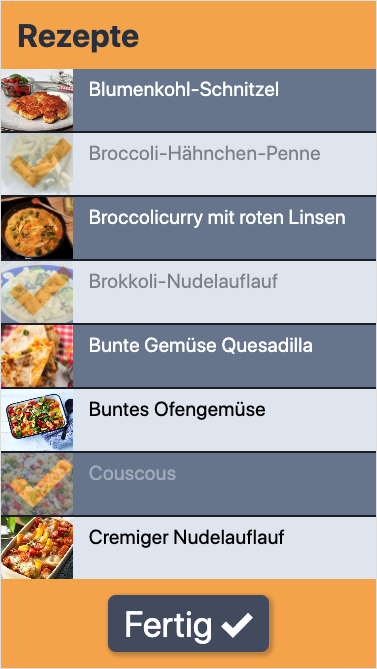 Rezepte
Blumenkohl-Schnitzel
Broccoli-Hähnchen-Penne
Broccolicurry mit roten Linsen
Brokkoli-Nudelauflauf
Bunte Gemüse Quesadilla
Buntes Ofengemüse
Couscous
Cremiger Nudelauflauf
Fertig